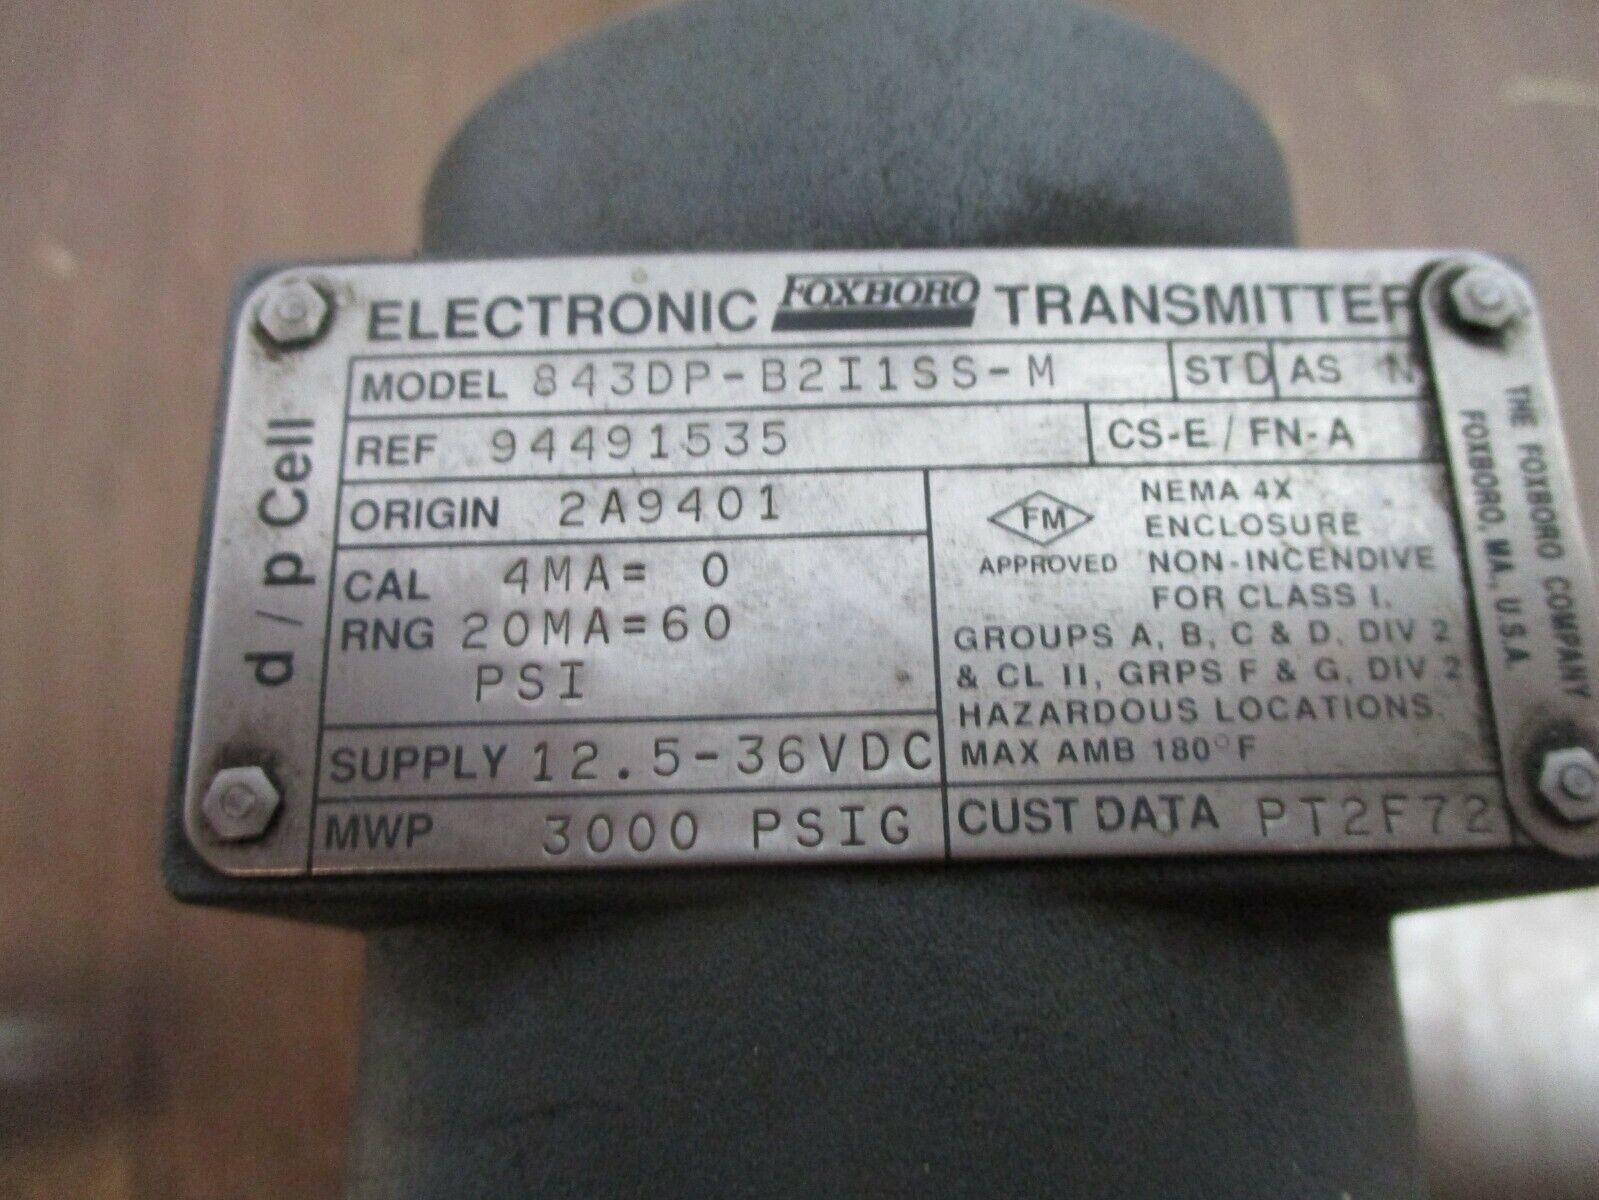 ELECTRONIC FOXBORO TRANSMITTER
MODEL 843DP-B2I1SS-M
STD
AS N
REF 94491535
CS-E / FN-A
ORIGIN 2A9401
CAL 4MA= 0
RNG 20MA=60
PSI
SUPPLY 12.5-36VDC
MWP 3000 PSIG
FM
APPROVED
NEMA 4X
ENCLOSURE
NON-INCENDIVE
FOR CLASS I,
GROUPS A, B, C & D, DIV 2
& CL II, GRPS F & G, DIV 2
HAZARDOUS LOCATIONS.
MAX AMB 180°F
CUST DATA PT2F72
d/p Cell
THE FOXBORO COMPANY
FOXBORO, MA., U.S.A.